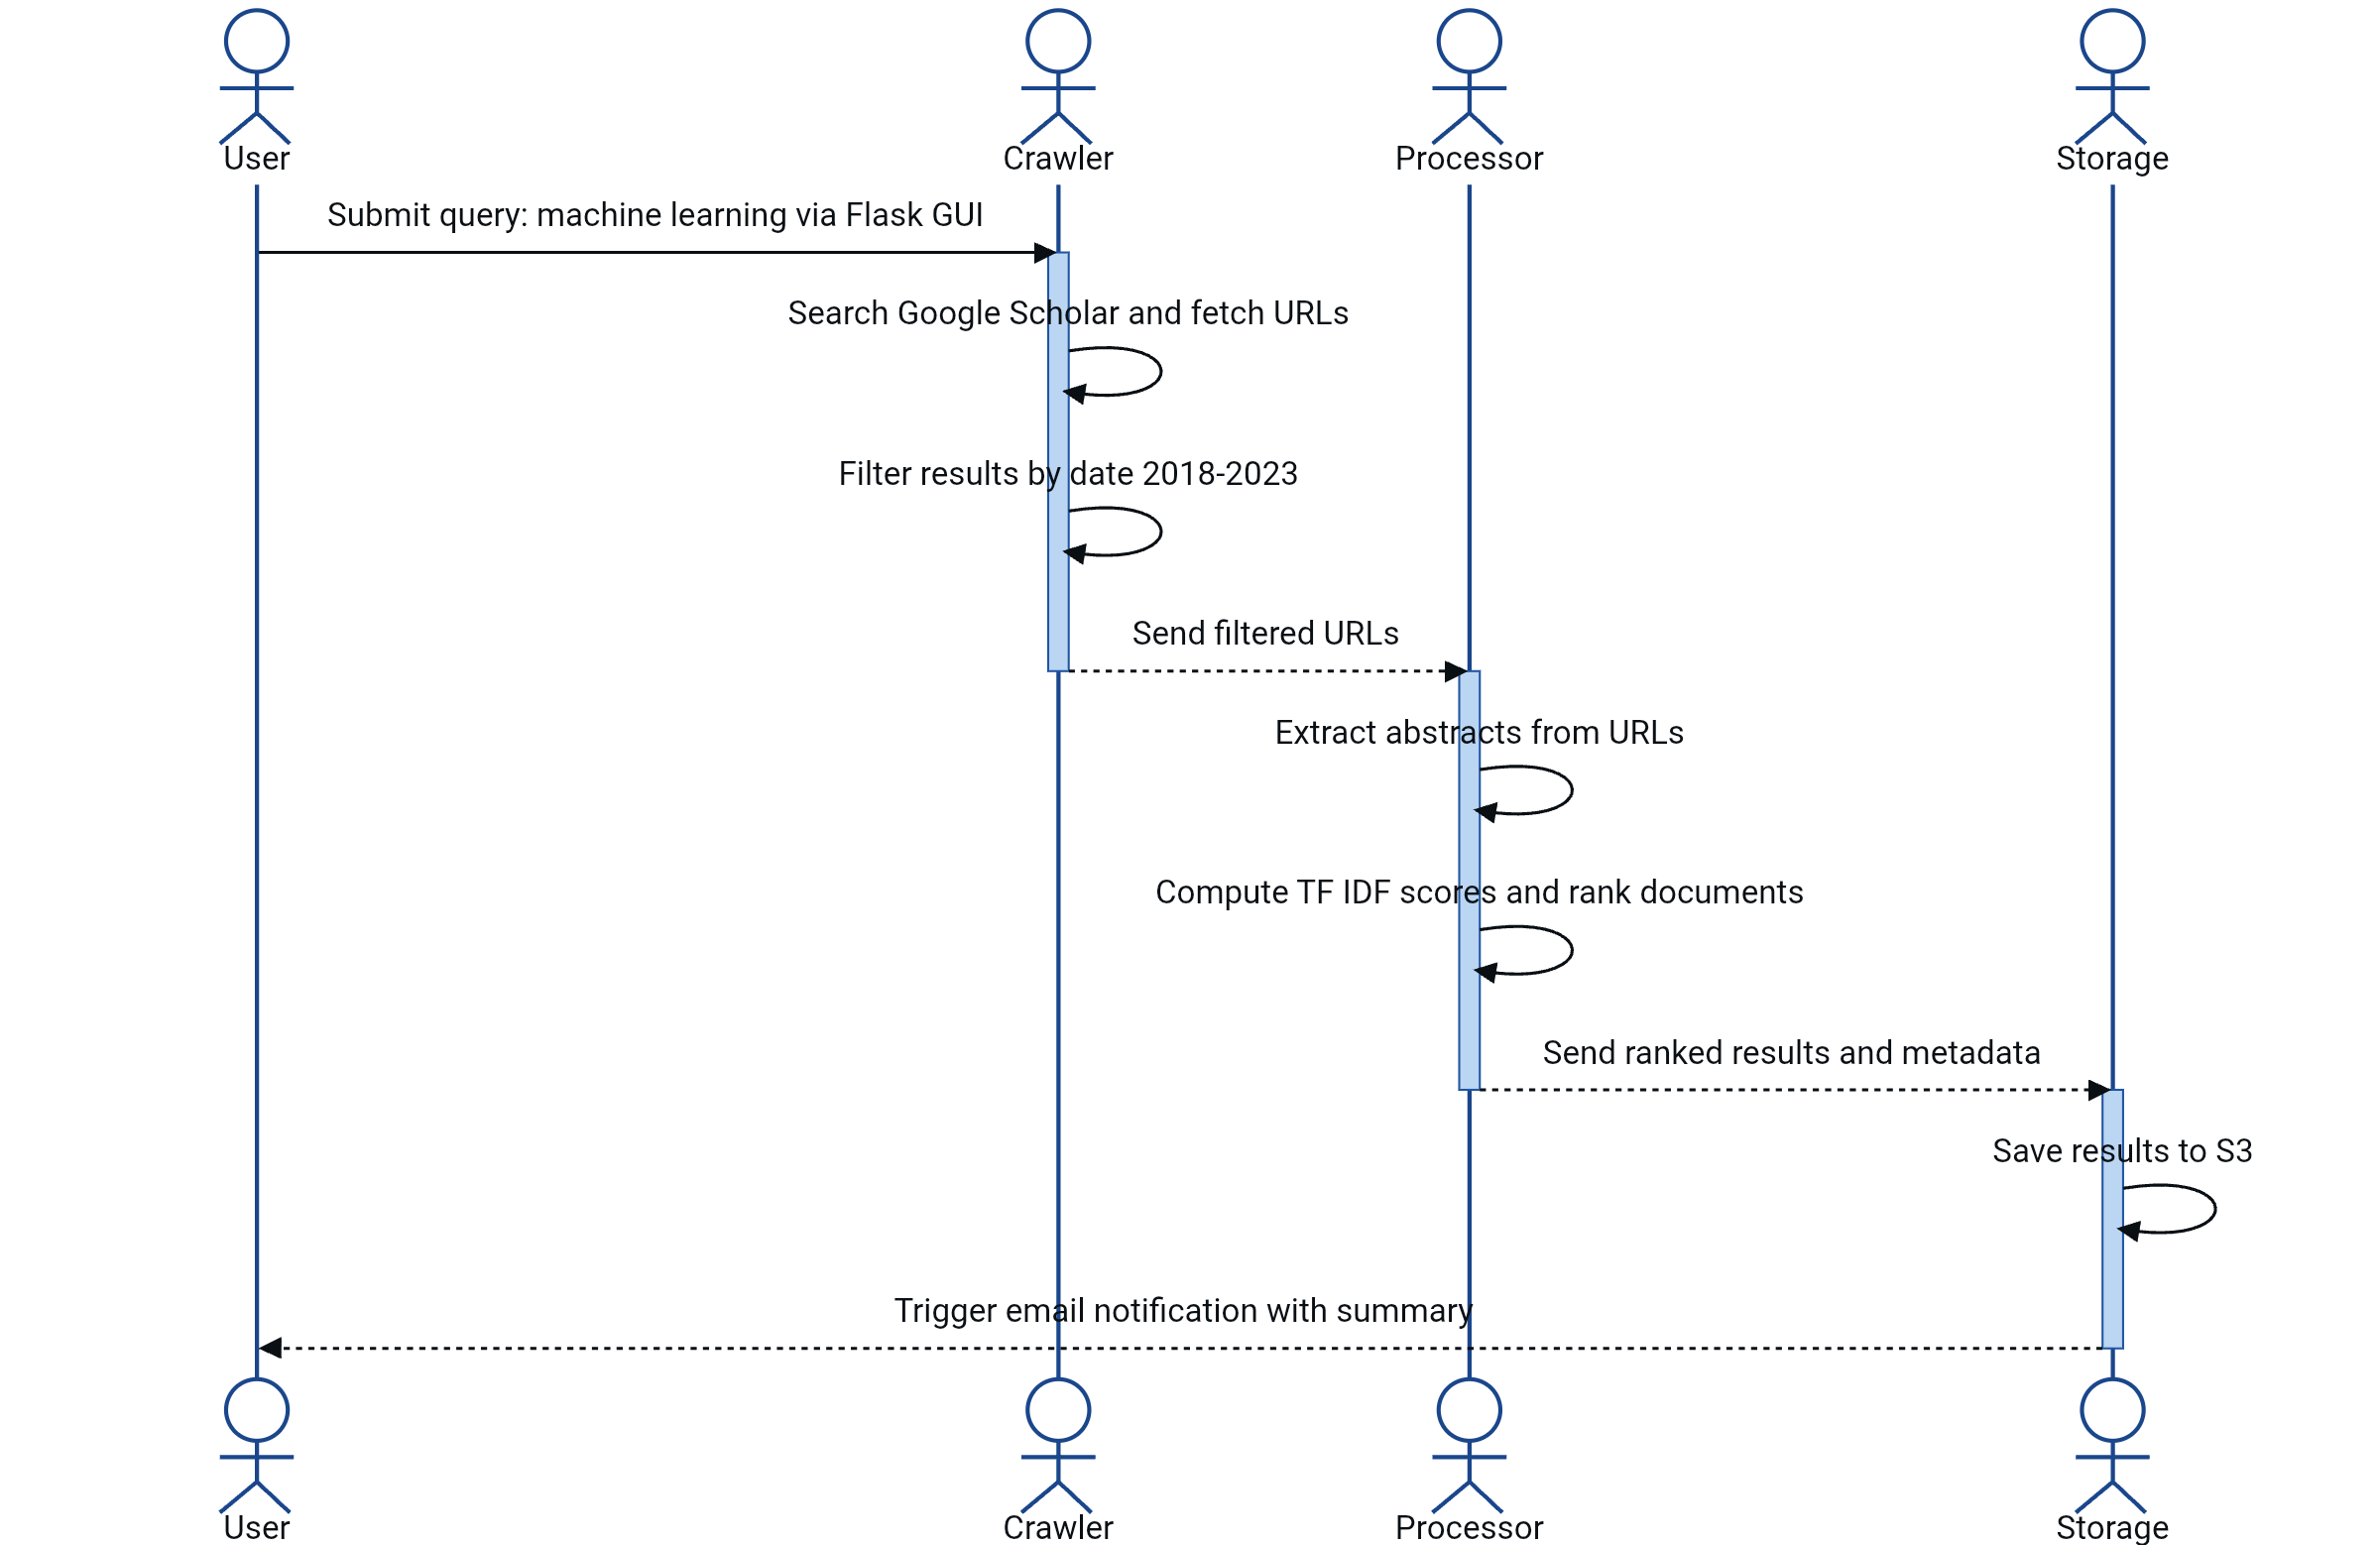 User
Crawler
Processor
Storage
Submit query: machine learning via Flask GUI
Search Google Scholar and fetch URLs
Filter results by date 2018-2023
Send filtered URLs
Extract abstracts from URLs
Compute TF IDF scores and rank documents
Send ranked results and metadata
Save results to S3
Trigger email notification with summary
User
Crawler
Processor
Storage